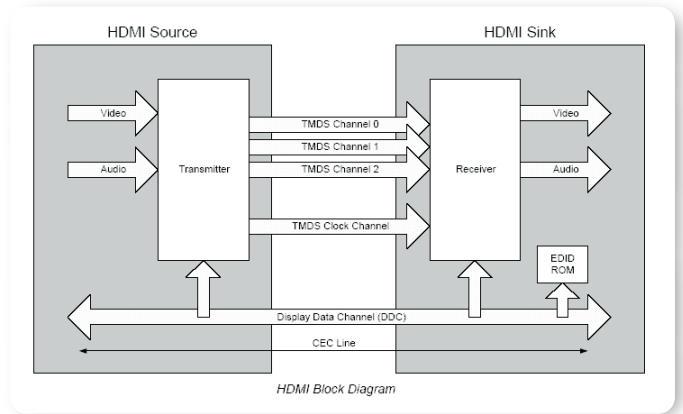 HDMI Source
HDMI Sink
Video
Audio
Transmitter
TMDS Channel 0
TMDS Channel 1
TMDS Channel 2
TMDS Clock Channel
Receiver
Video
Audio
EDID
ROM
Display Data Channel (DDC)
CEC Line
HDMI Block Diagram